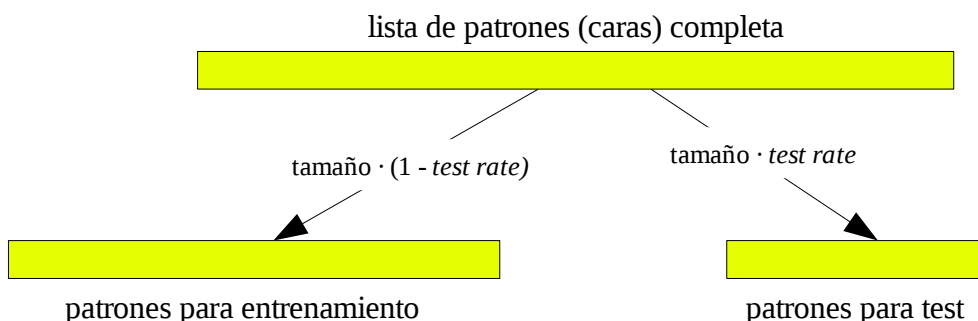 lista de patrones (caras) completa
tamaño · (1 - test rate)
tamaño · test rate
patrones para entrenamiento
patrones para test